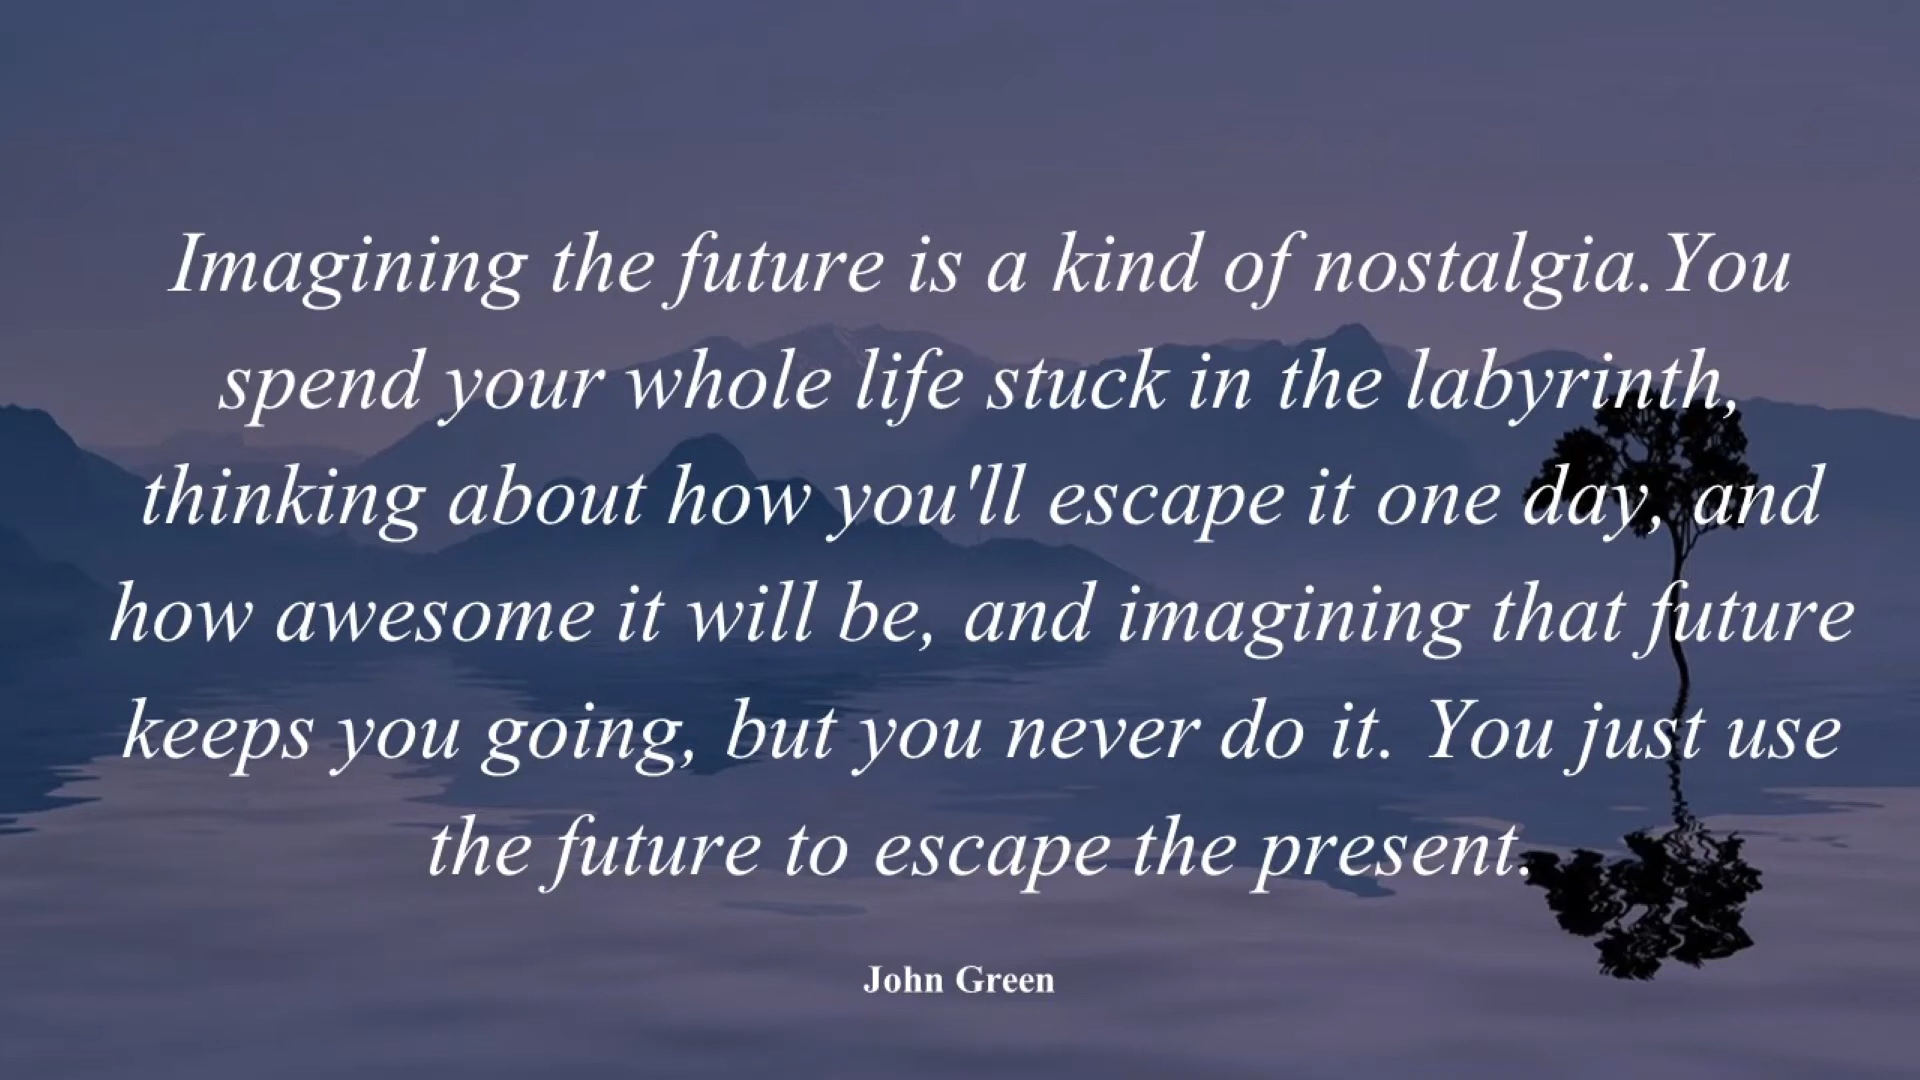 Imagining the future is a kind of nostalgia.You
spend your whole life stuck in the labyrinth,
thinking about how you'll escape it one day, and
how awesome it will be, and imagining that future
keeps you going, but you never do it. You just use
the future to escape the present.
John Green